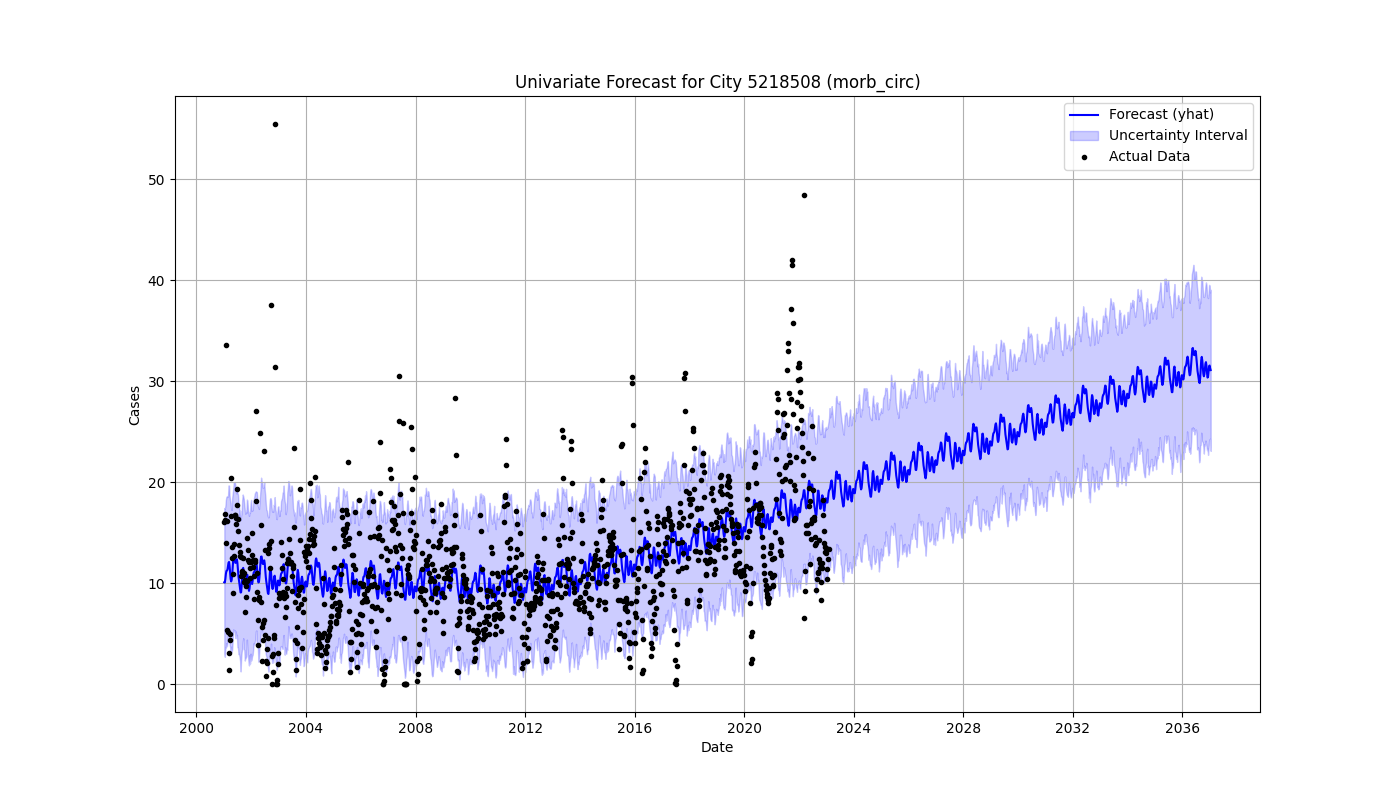 Univariate Forecast for City 5218508 (morb_circ)
Forecast (yhat)
Uncertainty Interval
Actual Data
Cases
50
40
30
20
10
0
2000 2004 2008 2012 2016 2020 2024 2028 2032 2036
Date